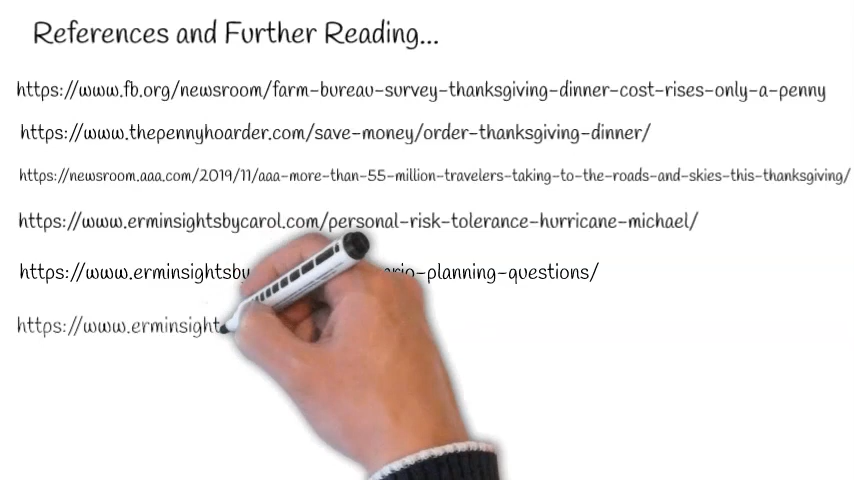 References and Further Reading...
https://www.fb.org/newsroom/farm-bureau-survey-thanksgiving-dinner-cost-rises-only-a-penny
https://www.thepennyhoarder.com/save-money/order-thanksgiving-dinner/
https://newsroom.aaa.com/2019/11/aaa-more-than-55-million-travelers-taking-to-the-roads-and-skies-this-thanksgiving/
https://www.erminsightsbycarol.com/personal-risk-tolerance-hurricane-michael/
https://www.erminsightsby ario-planning-questions/
https://www.erminsight